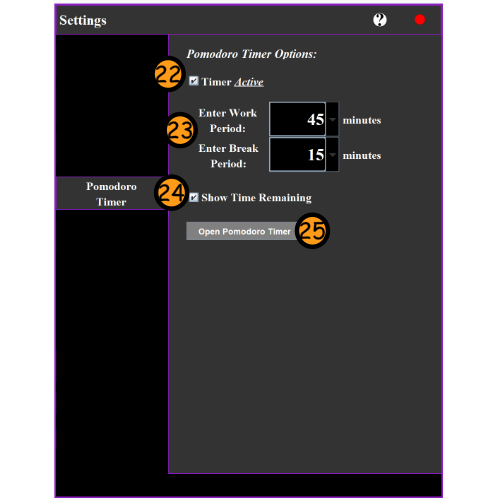 Settings ?
Pomodoro Timer Options:
22 Timer Active
23 Enter Work
Period: 45 minutes
Enter Break
Period: 15 minutes
Pomodoro
Timer
24 Show Time Remaining
Open Pomodoro Timer 25